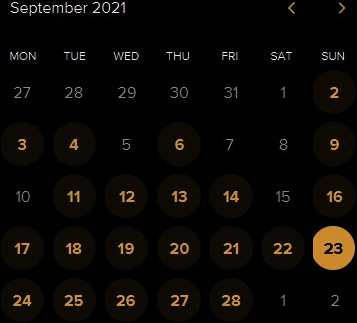 September 2021
MON TUE WED THU FRI SAT SUN
27 28 29 30 31 1 2
3 4 5 6 7 8 9
10 11 12 13 14 15 16
17 18 19 20 21 22 23
24 25 26 27 28 1 2